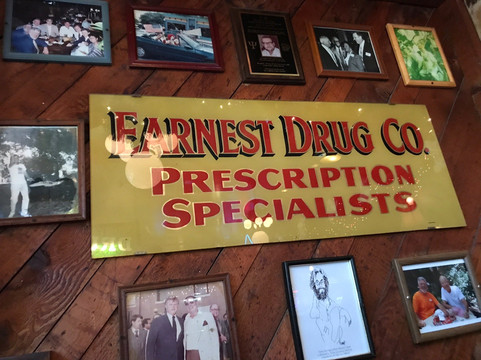 EARNEST DRUG CO.
PRESCRIPTION
SPECIALISTS